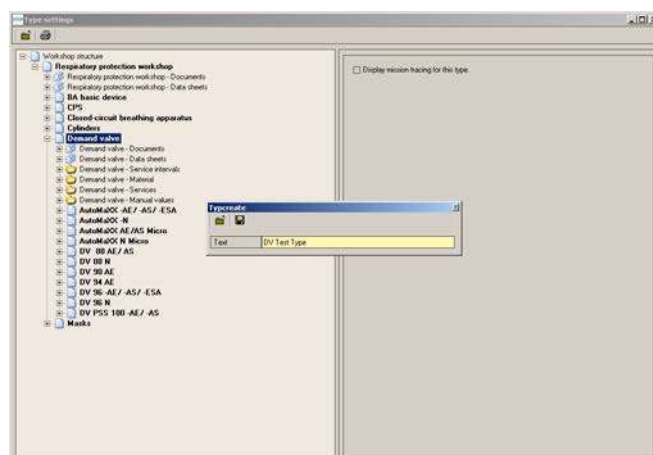 Type settings
Workshop structure
Respiratory protection workshop
Respiratory protection workshop - Documents
Respiratory protection workshop - Data sheets
BA basic device
CPS
Closed-circuit breathing apparatus
Cylinders
Demand valve
Demand valve - Documents
Demand valve - Data sheets
Demand valve - Service intervals
Demand valve - Material
Demand valve - Services
Demand valve - Manual values
AutoMaXX -AE/ -AS/ -ESA
AutoMaXX -N
AutoMaXX AE/AS Micro
AutoMaXX N Micro
DV 80 AE/ AS
DV 80 N
DV 90 AE
DV 94 AE
DV 96 -AE/ -AS/ -ESA
DV 96 N
DV PSS 100 -AE/ -AS
Masks
Display mission tracing for this type.
Typcreate
Text DV Test Type